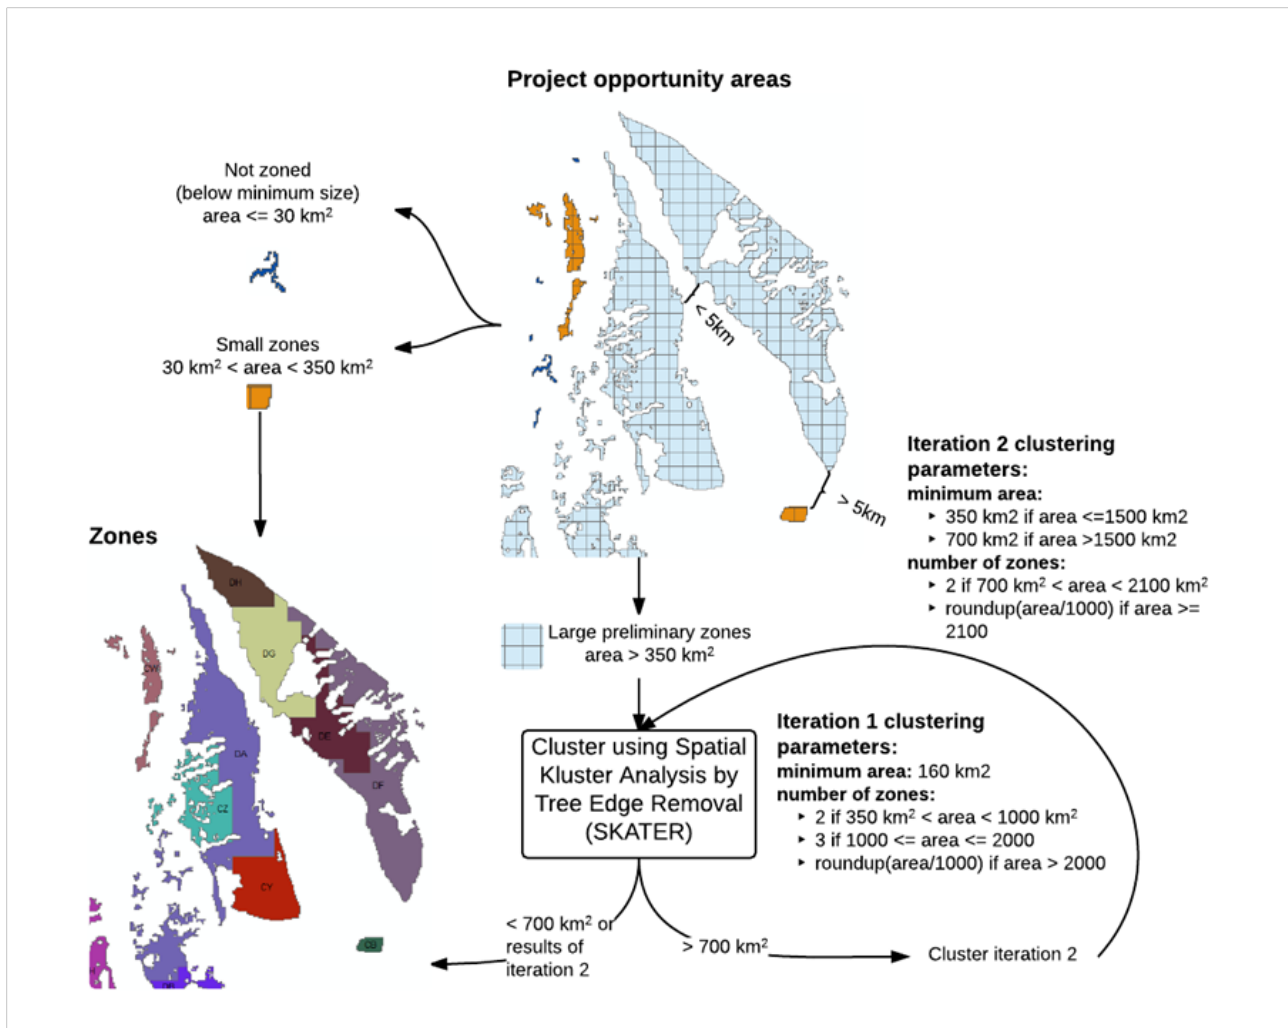 Project opportunity areas
Not zoned
(below minimum size)
area <= 30 km²
Small zones
30 km² < area < 350 km²
< 5km
> 5km
Iteration 2 clustering
parameters:
minimum area:
‣ 350 km2 if area <=1500 km2
‣ 700 km2 if area >1500 km2
number of zones:
‣ 2 if 700 km² < area < 2100 km²
‣ roundup(area/1000) if area >=
2100
Zones
DH
DG
DW
DE
DA
DF
CZ
CY
CB
H
Large preliminary zones
area > 350 km²
Cluster using Spatial
Kluster Analysis by
Tree Edge Removal
(SKATER)
Iteration 1 clustering
parameters:
minimum area: 160 km2
number of zones:
‣ 2 if 350 km² < area < 1000 km²
‣ 3 if 1000 <= area <= 2000
‣ roundup(area/1000) if area > 2000
< 700 km² or
results of
iteration 2
> 700 km²
Cluster iteration 2